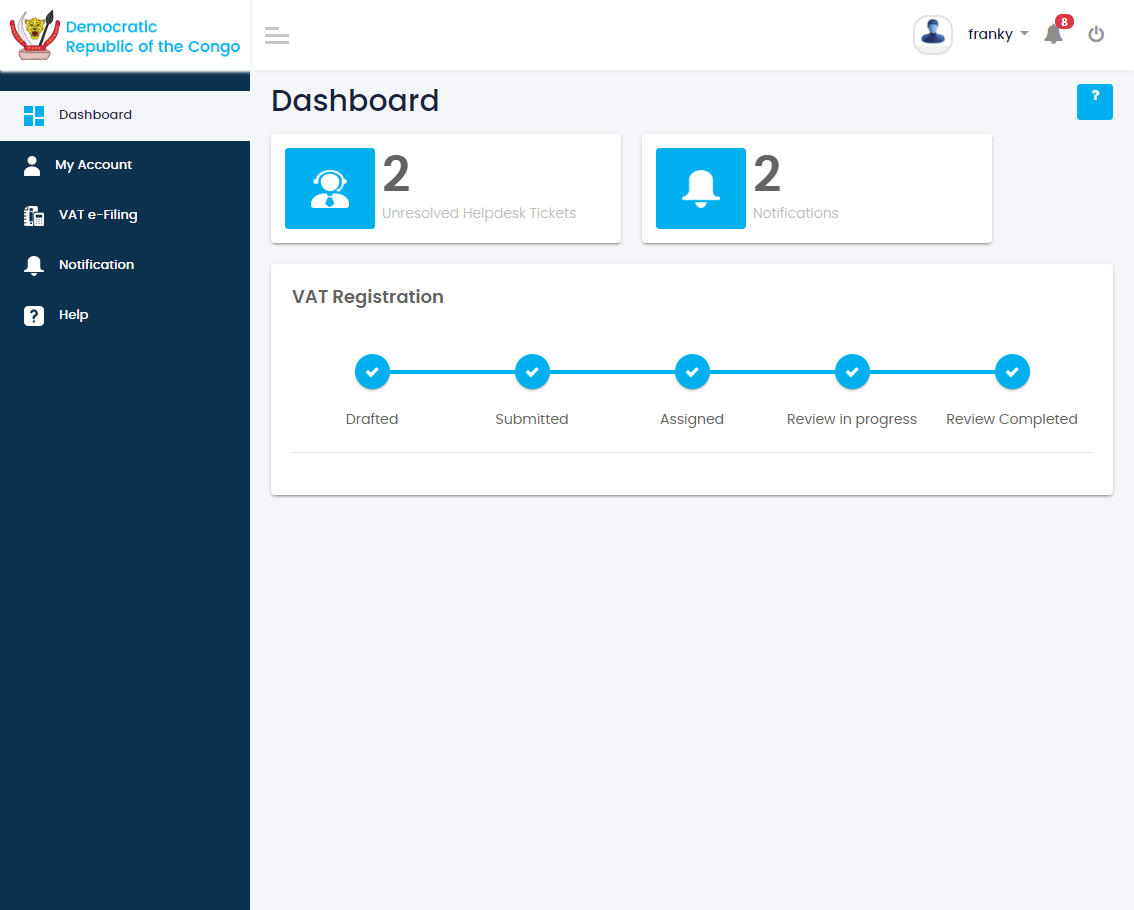 Democratic
Republic of the Congo
franky
8
Dashboard
My Account
VAT e-Filing
Notification
Help
Dashboard
?
2
Unresolved Helpdesk Tickets
2
Notifications
VAT Registration
Drafted
Submitted
Assigned
Review in progress
Review Completed